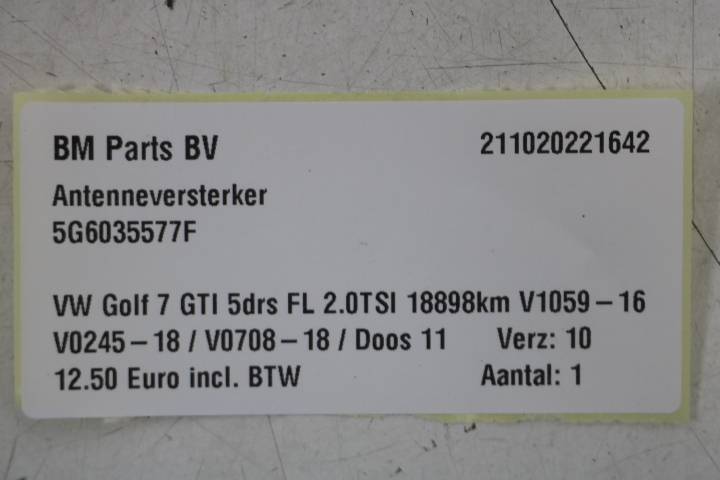 BM Parts BV 211020221642
Antenneversterker
5G6035577F
VW Golf 7 GTI 5drs FL 2.0TSI 18898km V1059-16
V0245-18 / V0708-18 / Doos 11 Verz: 10
12.50 Euro incl. BTW Aantal: 1